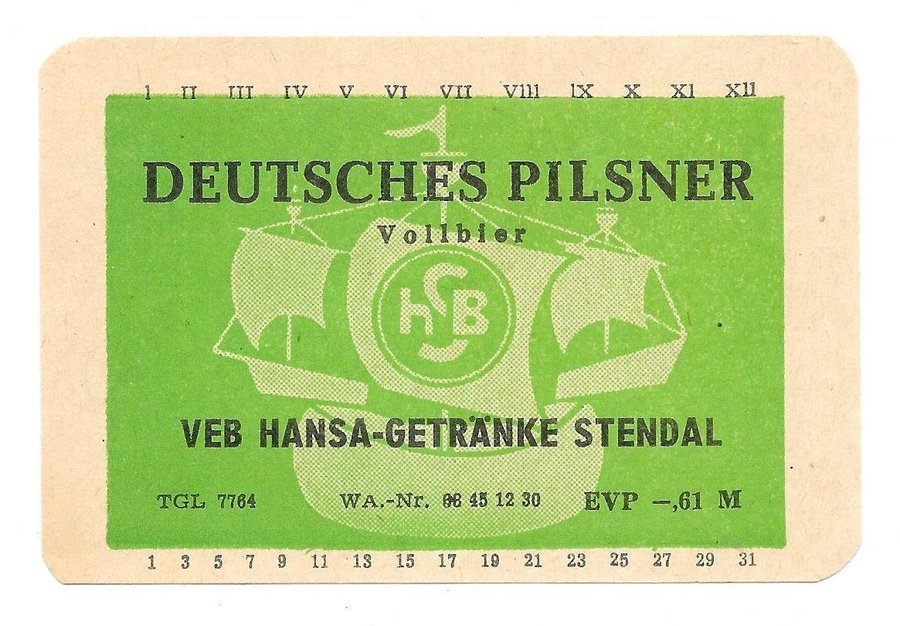 I II III IV V VI VII VIII IX X XI XII
DEUTSCHES PILSNER
Vollbier
hSB
VEB HANSA-GETRÄNKE STENDAL
TGL 7764 WA.-Nr. 08 45 12 30 EVP –,61 M
1 3 5 7 9 11 13 15 17 19 21 23 25 27 29 31